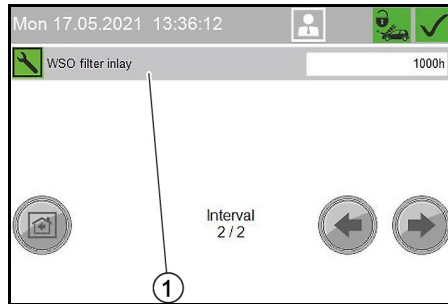 Mon 17.05.2021 13:36:12
WSO filter inlay 1000h
Interval
2 / 2
1